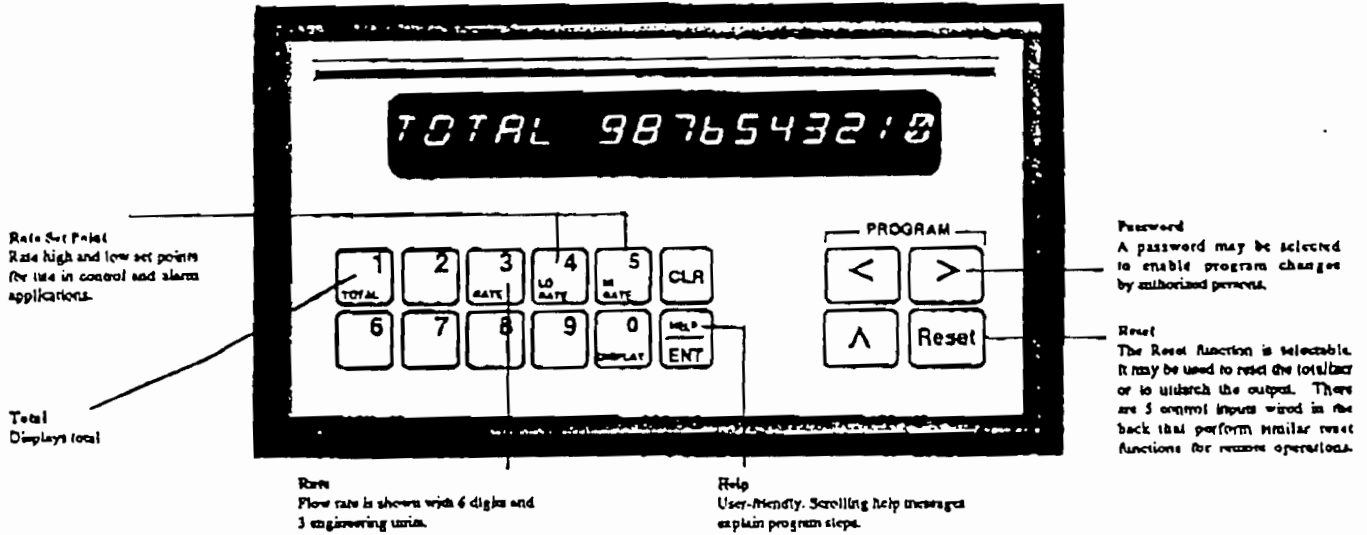 TOTAL 9876543210
Rate Set Point
Rate high and low set points
for use in control and alarm
applications.
Total
Displays total
1
TOTAL
2
3
RATE
4
LO
RATE
5
HI
RATE
CLR
6
7
8
9
0
DISPLAY
HELP
ENT
PROGRAM
<
>
^
Reset
Rate
Flow rate is shown with 6 digits and
3 engineering units.
Help
User-friendly. Scrolling help messages
explain program steps.
Password
A password may be selected
to enable program changes
by authorized persons.
Reset
The Reset function is selectable.
It may be used to reset the totalizer
or to unlatch the output. There
are 5 control inputs wired in the
back that perform similar reset
functions for remote operations.